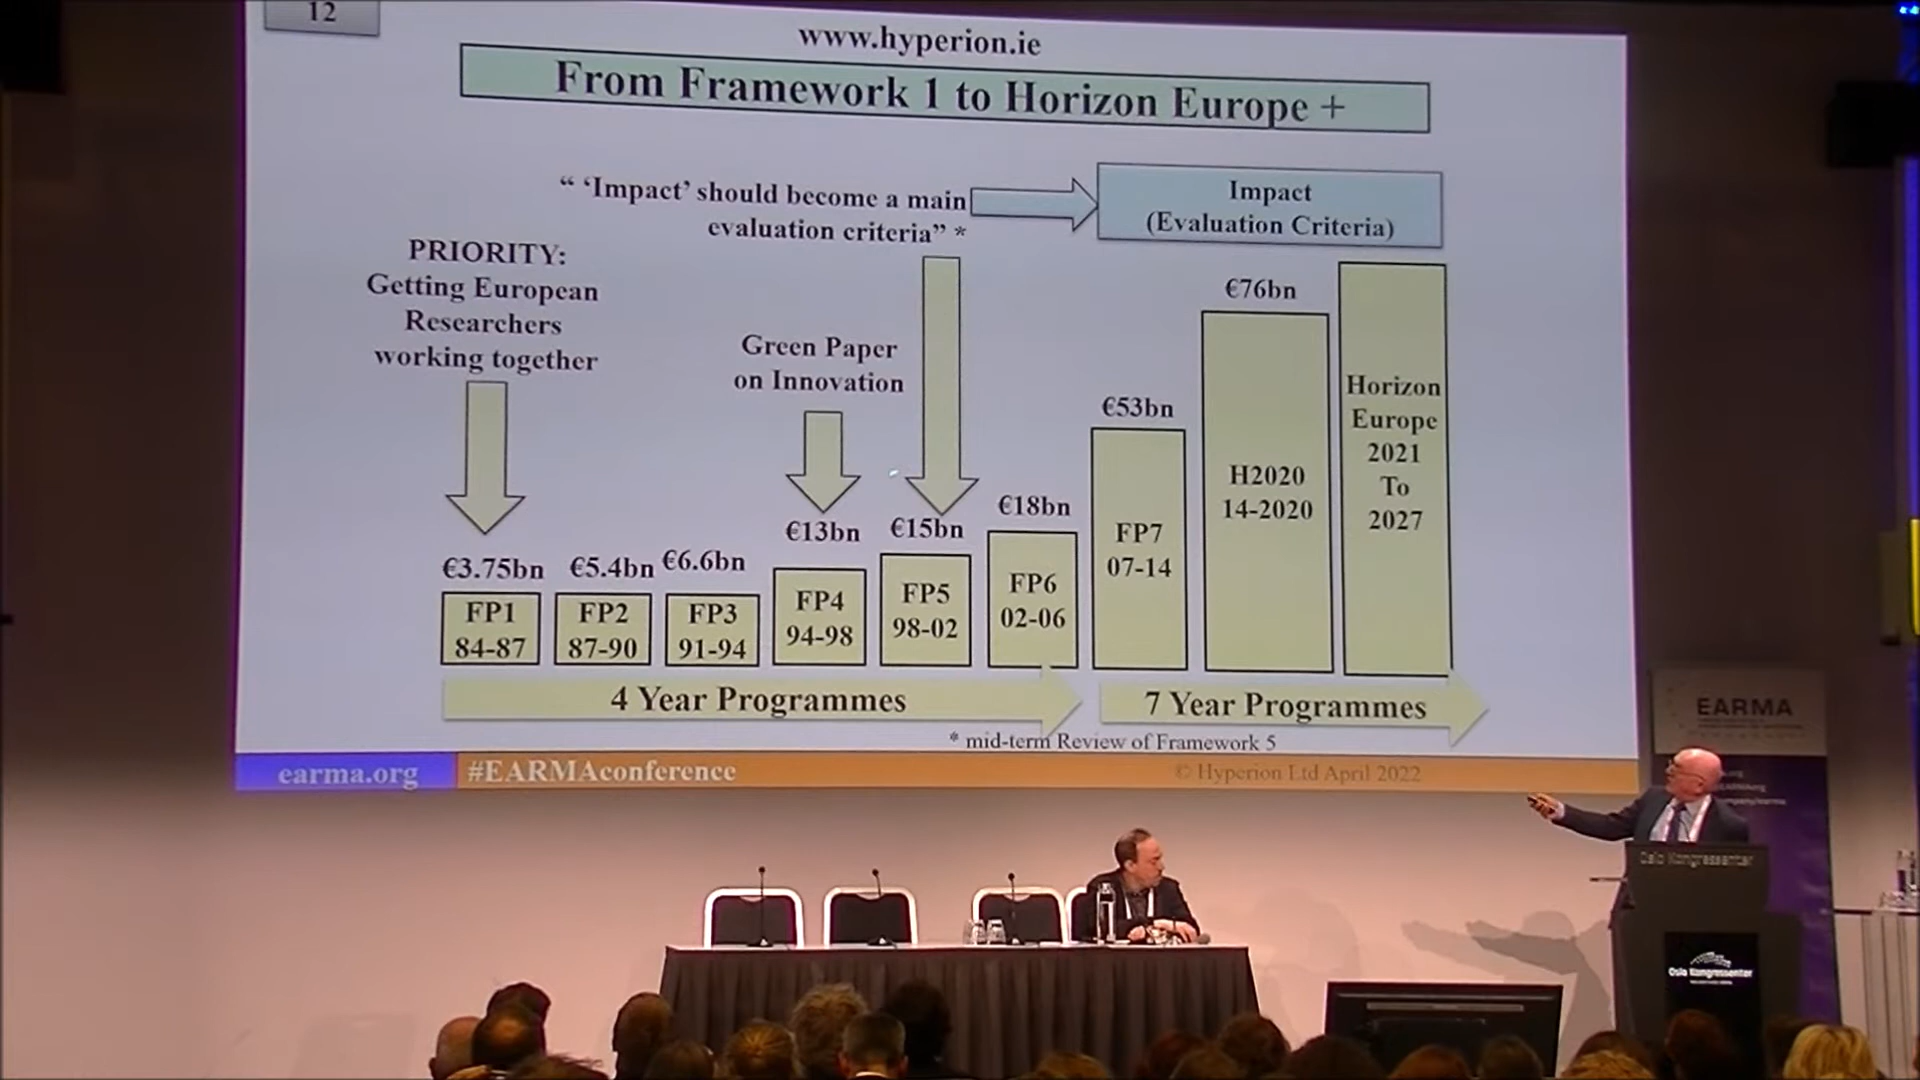 12
www.hyperion.ie
From Framework 1 to Horizon Europe +
“ ‘Impact’ should become a main
evaluation criteria” *
Impact
(Evaluation Criteria)
PRIORITY:
Getting European
Researchers
working together
Green Paper
on Innovation
€3.75bn
€5.4bn
€6.6bn
€13bn
€15bn
€18bn
€53bn
€76bn
FP1
84-87
FP2
87-90
FP3
91-94
FP4
94-98
FP5
98-02
FP6
02-06
FP7
07-14
H2020
14-2020
Horizon
Europe
2021
To
2027
4 Year Programmes
7 Year Programmes
* mid-term Review of Framework 5
earma.org
#EARMAconference
© Hyperion Ltd April 2022
EARMA
Oslo Kongressenter
Oslo Kongressenter